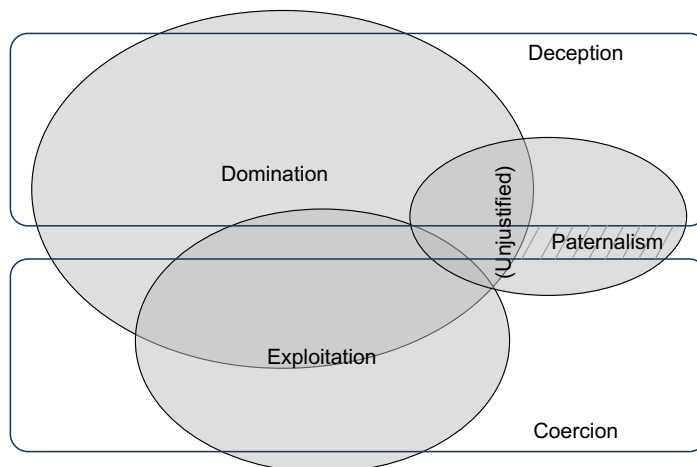 Deception
Domination
(Unjustified)
Paternalism
Exploitation
Coercion